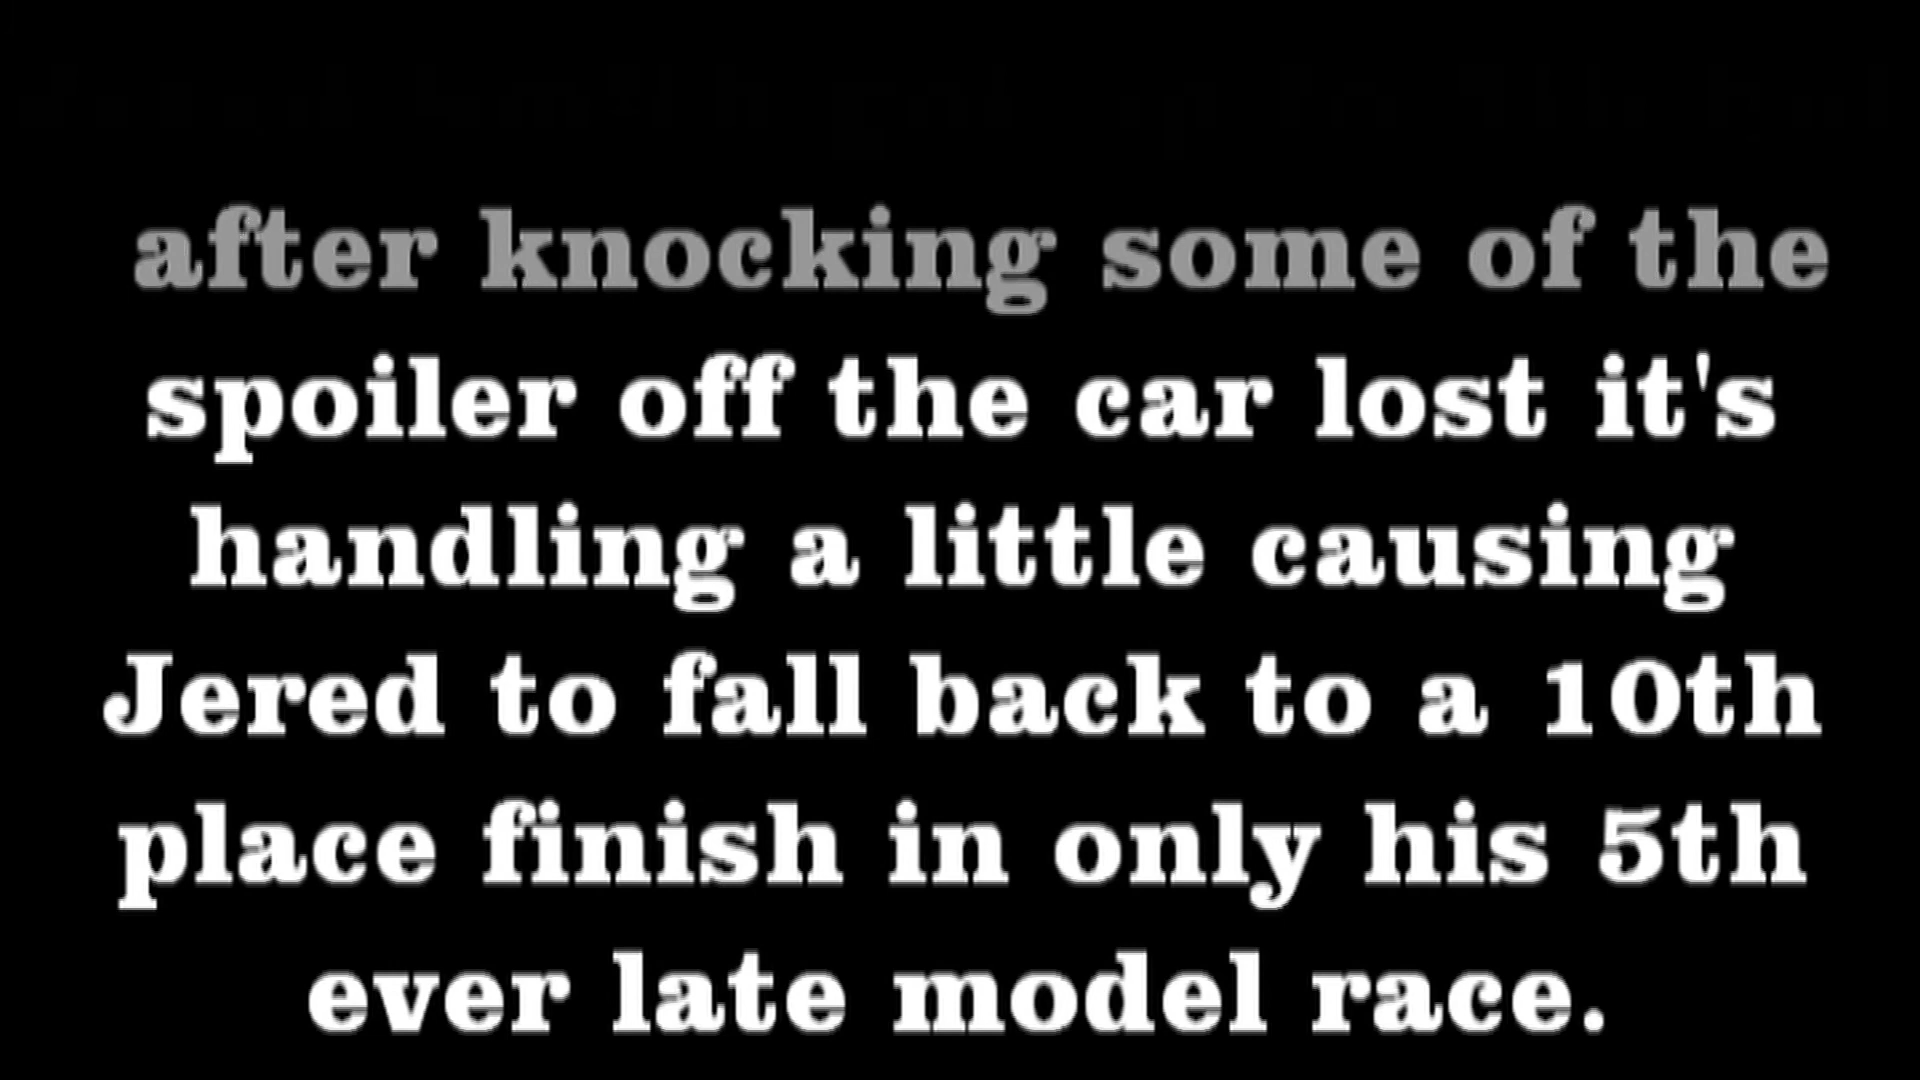 after knocking some of the
spoiler off the car lost it's
handling a little causing
Jered to fall back to a 10th
place finish in only his 5th
ever late model race.